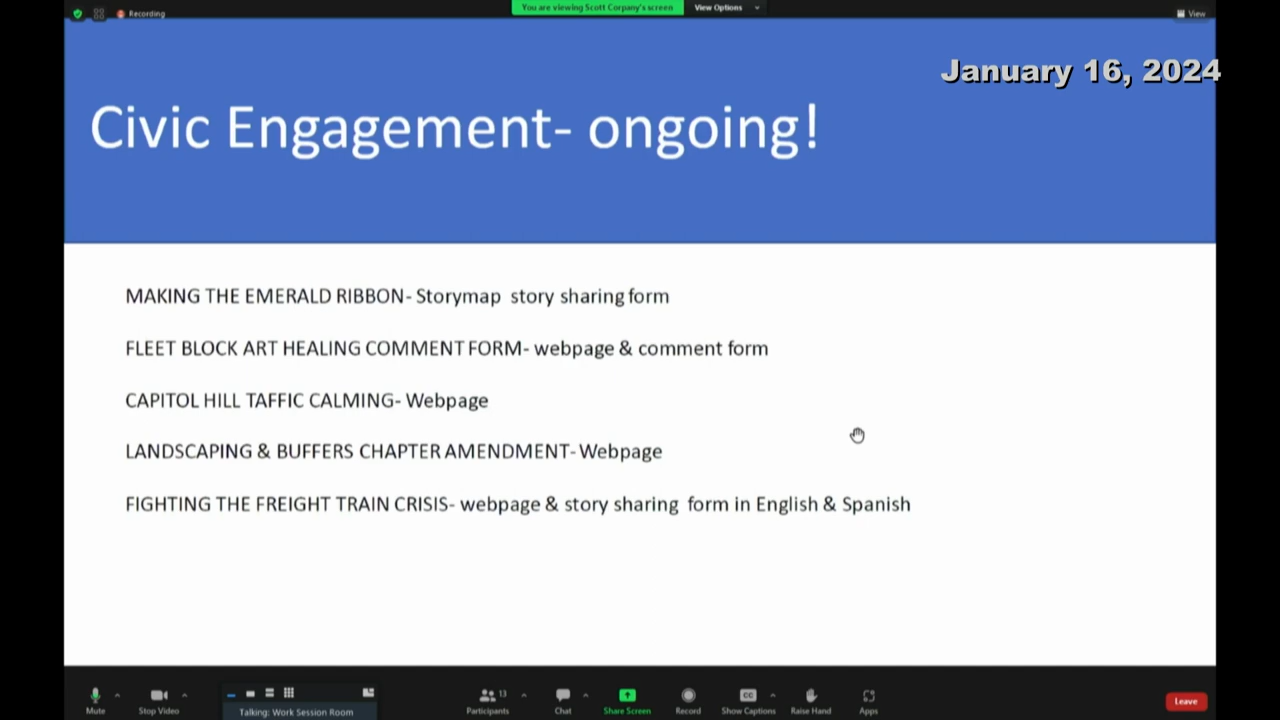 Recording
You are viewing Scott Corpany's screen
View Options
View
January 16, 2024
Civic Engagement- ongoing!
MAKING THE EMERALD RIBBON- Storymap story sharing form
FLEET BLOCK ART HEALING COMMENT FORM- webpage & comment form
CAPITOL HILL TAFFIC CALMING- Webpage
LANDSCAPING & BUFFERS CHAPTER AMENDMENT- Webpage
FIGHTING THE FREIGHT TRAIN CRISIS- webpage & story sharing form in English & Spanish
Mute
Stop Video
Talking: Work Session Room
Participants
13
Chat
Share Screen
Record
CC
Show Captions
Raise Hand
Apps
Leave